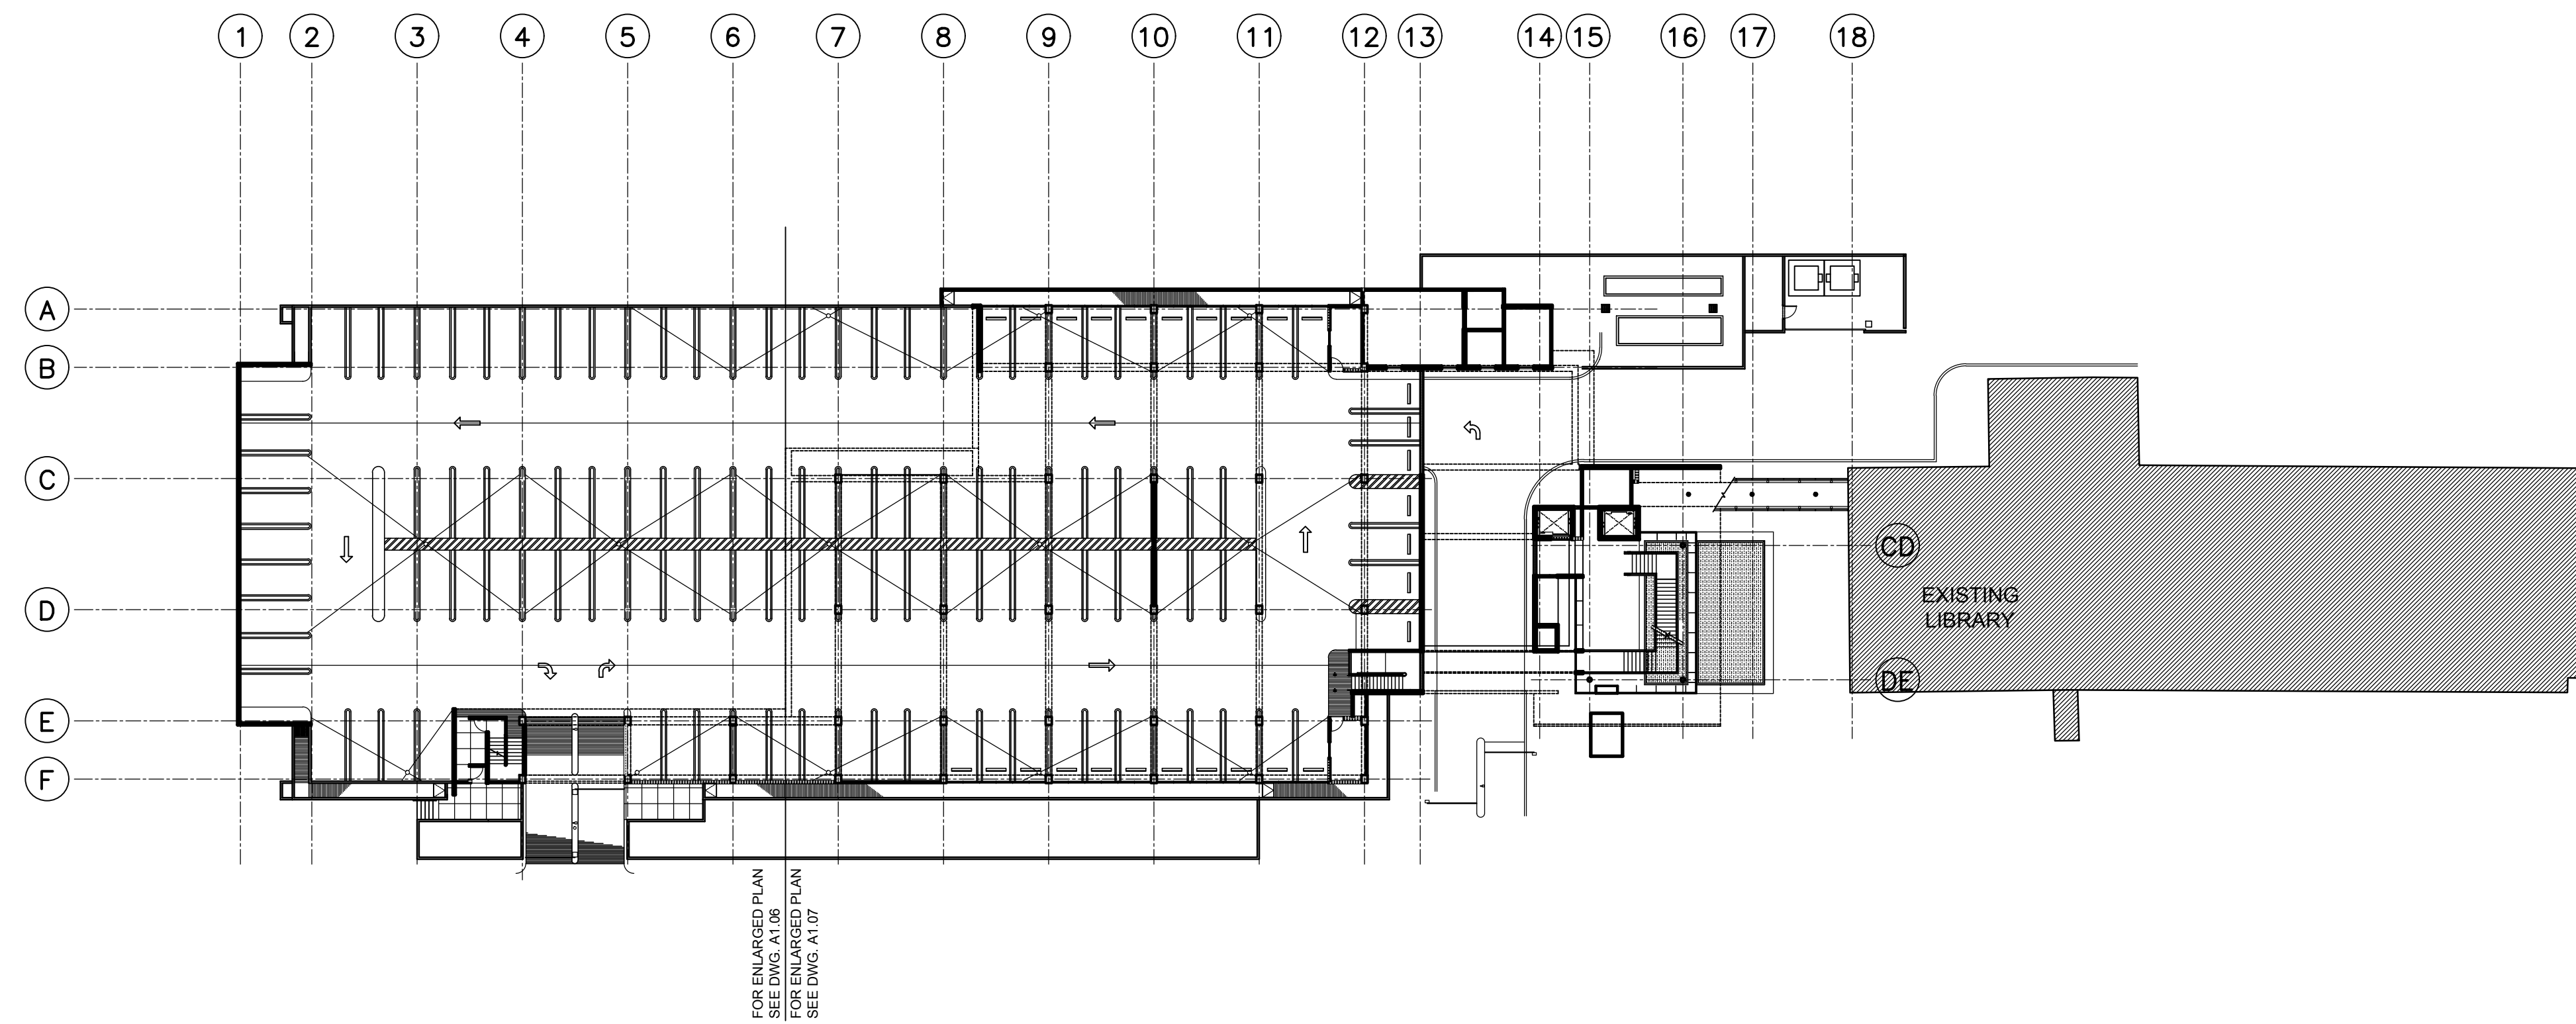 1 2 3 4 5 6 7 8 9 10 11 12 13 14 15 16 17 18
A
B
C
D
E
F
CD
DE
EXISTING
LIBRARY
FOR ENLARGED PLAN
SEE DWG. A1.06
FOR ENLARGED PLAN
SEE DWG. A1.07